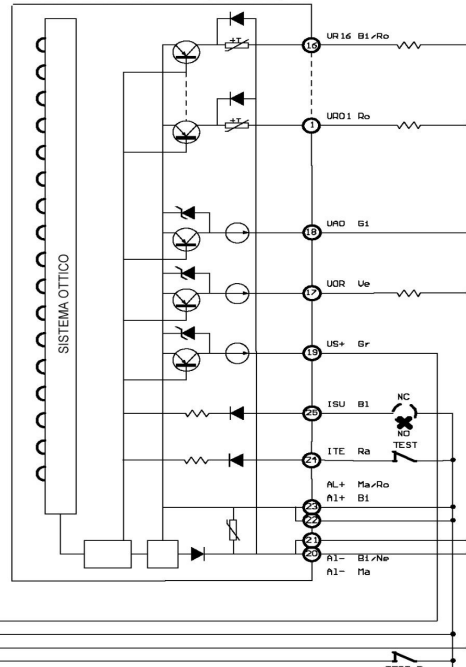 SISTEMA OTTICO
+T
16 UR16 Bi/Ro
+T
1 UR01 Ro
18 UAO Gi
17 UOR Ve
19 US+ Gr
NC
25 ISU Bl
NO
TEST
24 ITE Ra
AL+ Ma/Ro
23 Al+ Bi
22
21
20 Al- Bi/Ne
Al- Ma